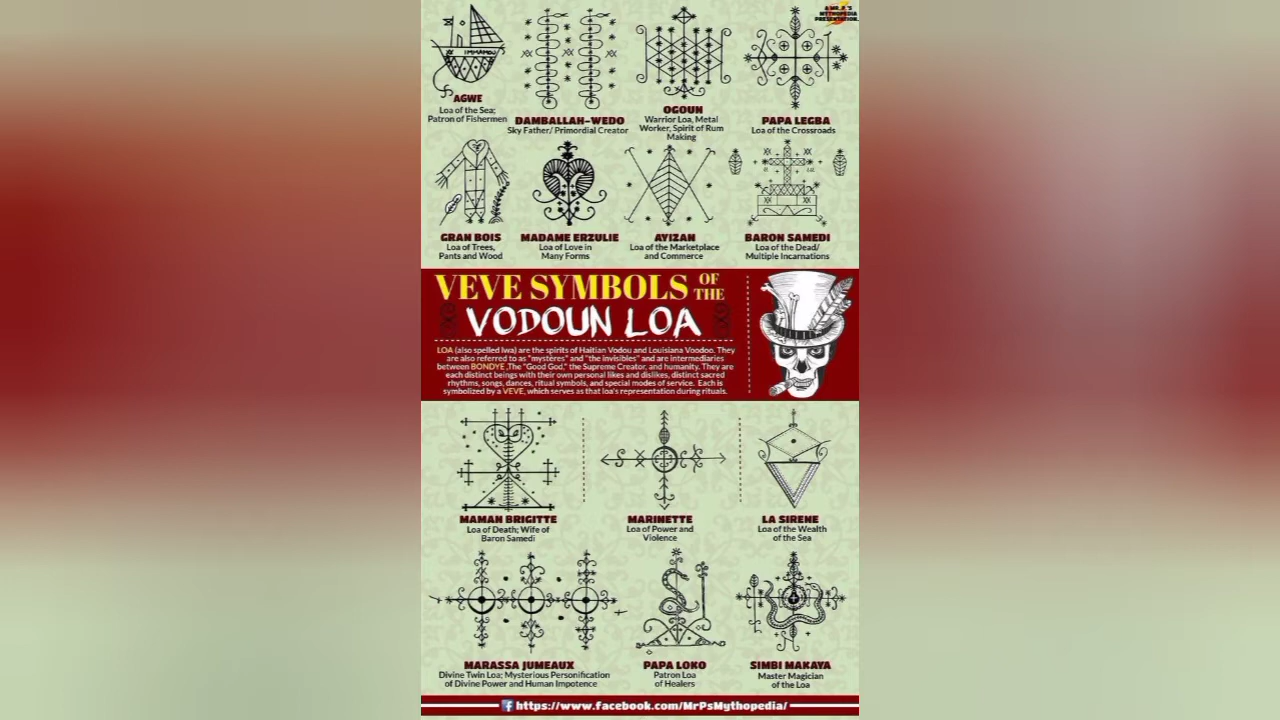 A MR. P'S
MYTHOPEDIA
PRESENTATION.
IMMAMOU
AGWE
Loa of the Sea;
Patron of Fishermen
DAMBALLAH-WEDO
Sky Father/ Primordial Creator
OGOUN
Warrior Loa, Metal
Worker, Spirit of Rum
Making
PAPA LEGBA
Loa of the Crossroads
GRAN BOIS
Loa of Trees,
Pants and Wood
MADAME ERZULIE
Loa of Love in
Many Forms
AYIZAN
Loa of the Marketplace
and Commerce
BARON SAMEDI
Loa of the Dead/
Multiple Incarnations
VEVE SYMBOLS OF THE
VODOUN LOA
LOA (also spelled lwa) are the spirits of Haitian Vodou and Louisiana Voodoo. They
are also referred to as "mystères" and "the invisibles" and are intermediaries
between BONDYE ,The "Good God," the Supreme Creator, and humanity. They are
each distinct beings with their own personal likes and dislikes, distinct sacred
rhythms, songs, dances, ritual symbols, and special modes of service. Each is
symbolized by a VEVE, which serves as that loa's representation during rituals.
MAMAN BRIGITTE
Loa of Death; Wife of
Baron Samedi
MARINETTE
Loa of Power and
Violence
LA SIRENE
Loa of the Wealth
of the Sea
MARASSA JUMEAUX
Divine Twin Loa; Mysterious Personification
of Divine Power and Human Impotence
PAPA LOKO
Patron Loa
of Healers
SIMBI MAKAYA
Master Magician
of the Loa
https://www.facebook.com/MrPsMythopedia/